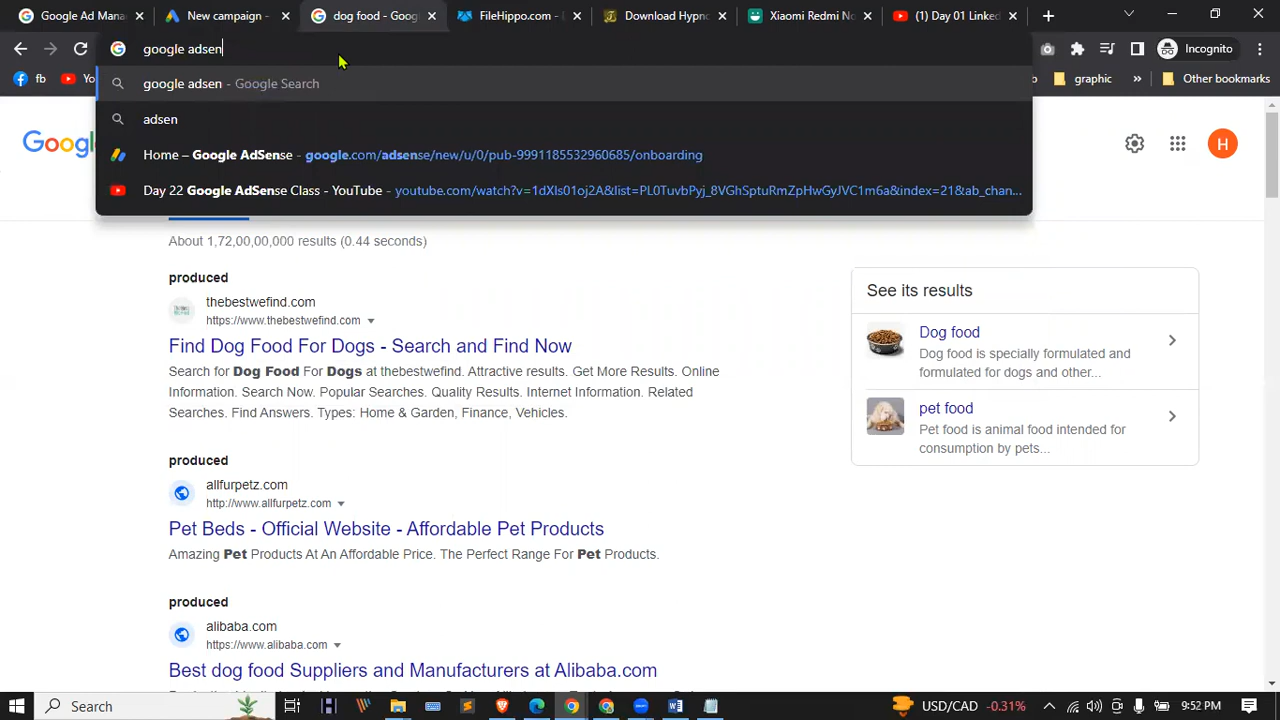 Google Ad Mana
New campaign -
dog food - Goog
FileHippo.com -
Download Hypno
Xiaomi Redmi No
(1) Day 01 Linked
google adsen
Incognito
fb
Yo
graphic
»
Other bookmarks
google adsen - Google Search
adsen
Home – Google AdSense - google.com/adsense/new/u/0/pub-9991185532960685/onboarding
Day 22 Google AdSense Class - YouTube - youtube.com/watch?v=1dXIs01oj2A&list=PL0TuvbPyj_8VGhSptuRmZpHwGyJVC1m6a&index=21&ab_chan...
Google
H
About 1,72,00,00,000 results (0.44 seconds)
produced
thebestwefind.com
https://www.thebestwefind.com
Find Dog Food For Dogs - Search and Find Now
Search for Dog Food For Dogs at thebestwefind. Attractive results. Get More Results. Online
Information. Search Now. Popular Searches. Quality Results. Internet Information. Related
Searches. Find Answers. Types: Home & Garden, Finance, Vehicles.
See its results
Dog food
Dog food is specially formulated and
formulated for dogs and other...
pet food
Pet food is animal food intended for
consumption by pets...
produced
allfurpetz.com
http://www.allfurpetz.com
Pet Beds - Official Website - Affordable Pet Products
Amazing Pet Products At An Affordable Price. The Perfect Range For Pet Products.
produced
alibaba.com
https://www.alibaba.com
Best dog food Suppliers and Manufacturers at Alibaba.com
Search
USD/CAD -0.31%
9:52 PM